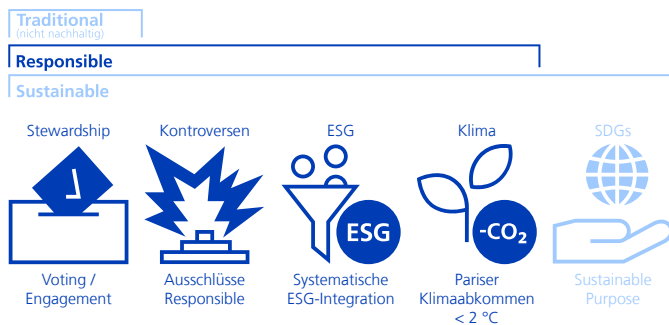 Traditional
(nicht nachhaltig)
Responsible
Sustainable
Stewardship
Kontroversen
ESG
Klima
SDGs
ESG
-CO₂
Voting /
Engagement
Ausschlüsse
Responsible
Systematische
ESG-Integration
Pariser
Klimaabkommen
< 2 °C
Sustainable
Purpose